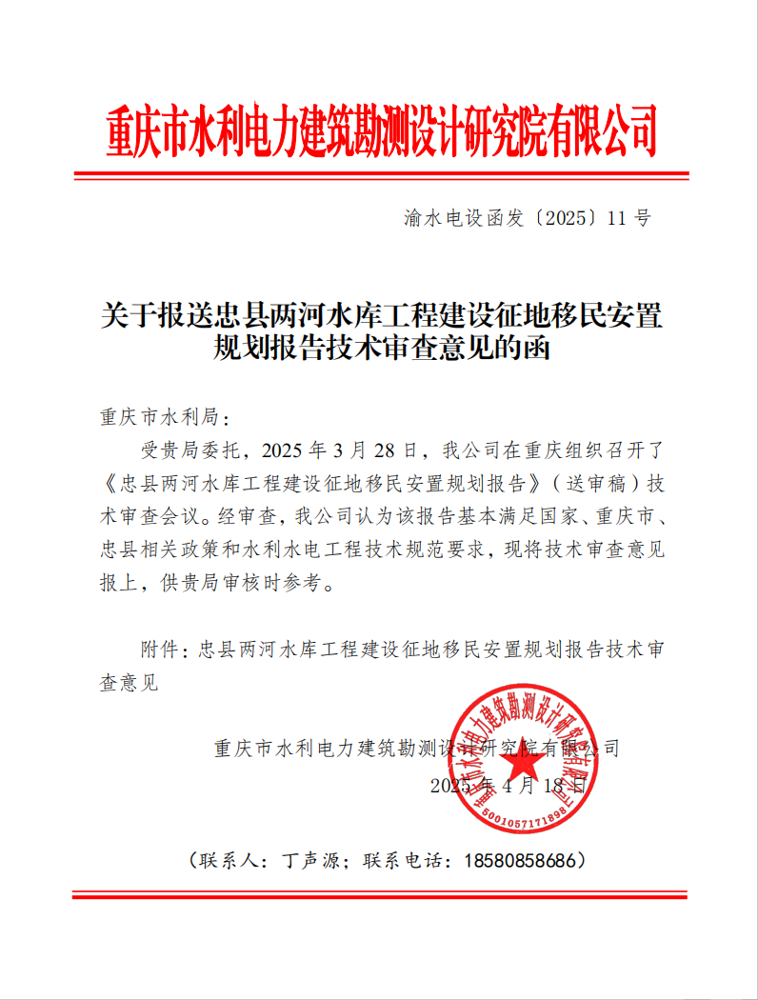 重庆市水利电力建筑勘测设计研究院有限公司
渝水电设函发〔2025〕11 号
关于报送忠县两河水库工程建设征地移民安置
规划报告技术审查意见的函
重庆市水利局：
受贵局委托，2025 年 3 月 28 日，我公司在重庆组织召开了
《忠县两河水库工程建设征地移民安置规划报告》（送审稿）技
术审查会议。经审查，我公司认为该报告基本满足国家、重庆市、
忠县相关政策和水利水电工程技术规范要求，现将技术审查意见
报上，供贵局审核时参考。
附件：忠县两河水库工程建设征地移民安置规划报告技术审
查意见
重庆市水利电力建筑勘测设计研究院有限公司
2025 年 4 月 18 日
重庆市水利电力建筑勘测设计研究院有限公司
5001057171898
（联系人：丁声源；联系电话：18580858686）